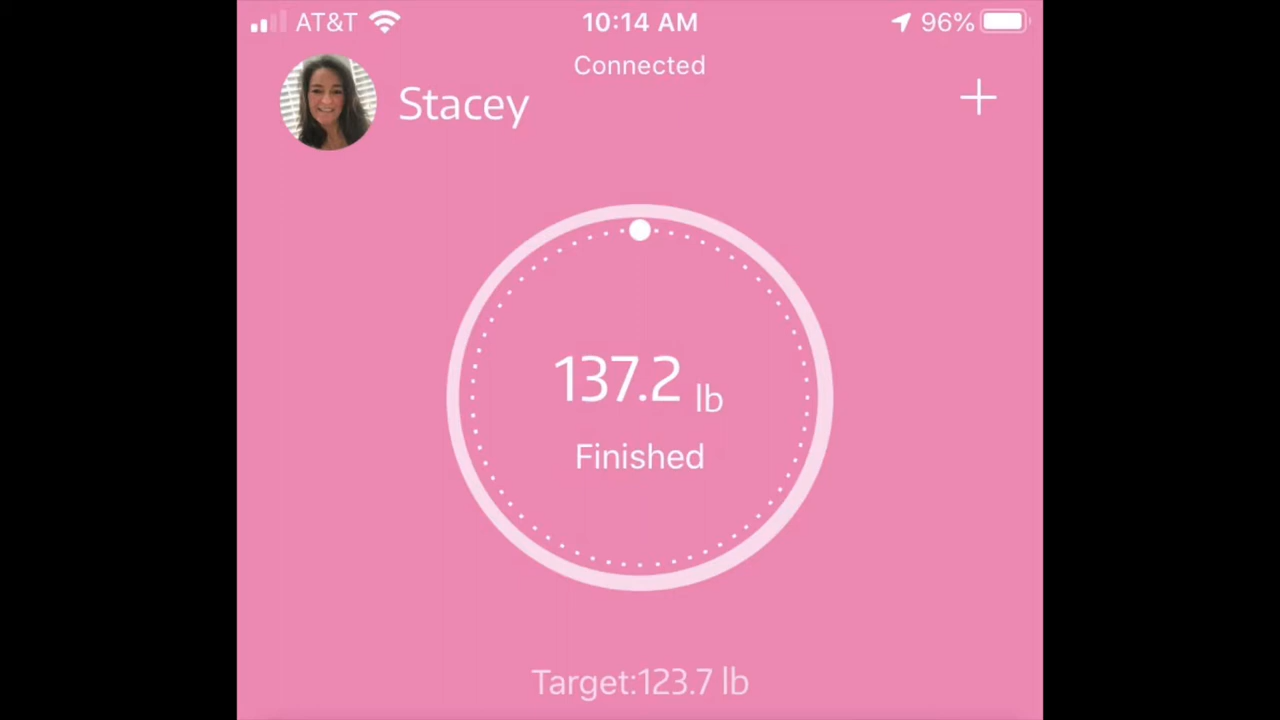 AT&T 10:14 AM 96%
Connected
Stacey
137.2 lb
Finished
Target:123.7 lb